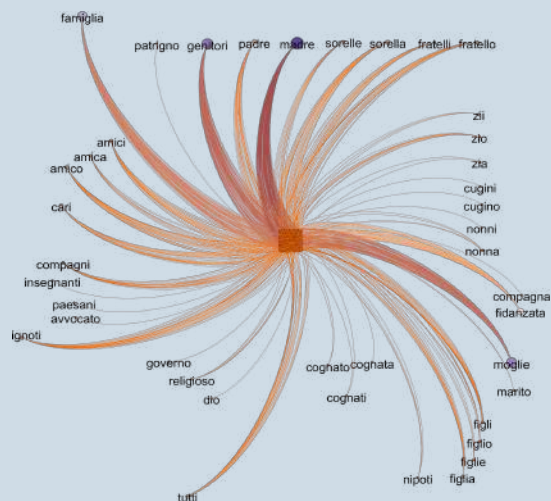 famiglia
patrigno genitori padre madre sorelle sorella fratelli fratello
zii
zio
zia
cugini
cugino
nonni
nonna
amici
amica
amico
cari
compagni
insegnanti
paesani
avvocato
ignoti
compagna
fidanzata
moglie
marito
governo
religioso
dio
cognato cognata
cognati
figli
figlio
figlie
nipoti figlia
tutti